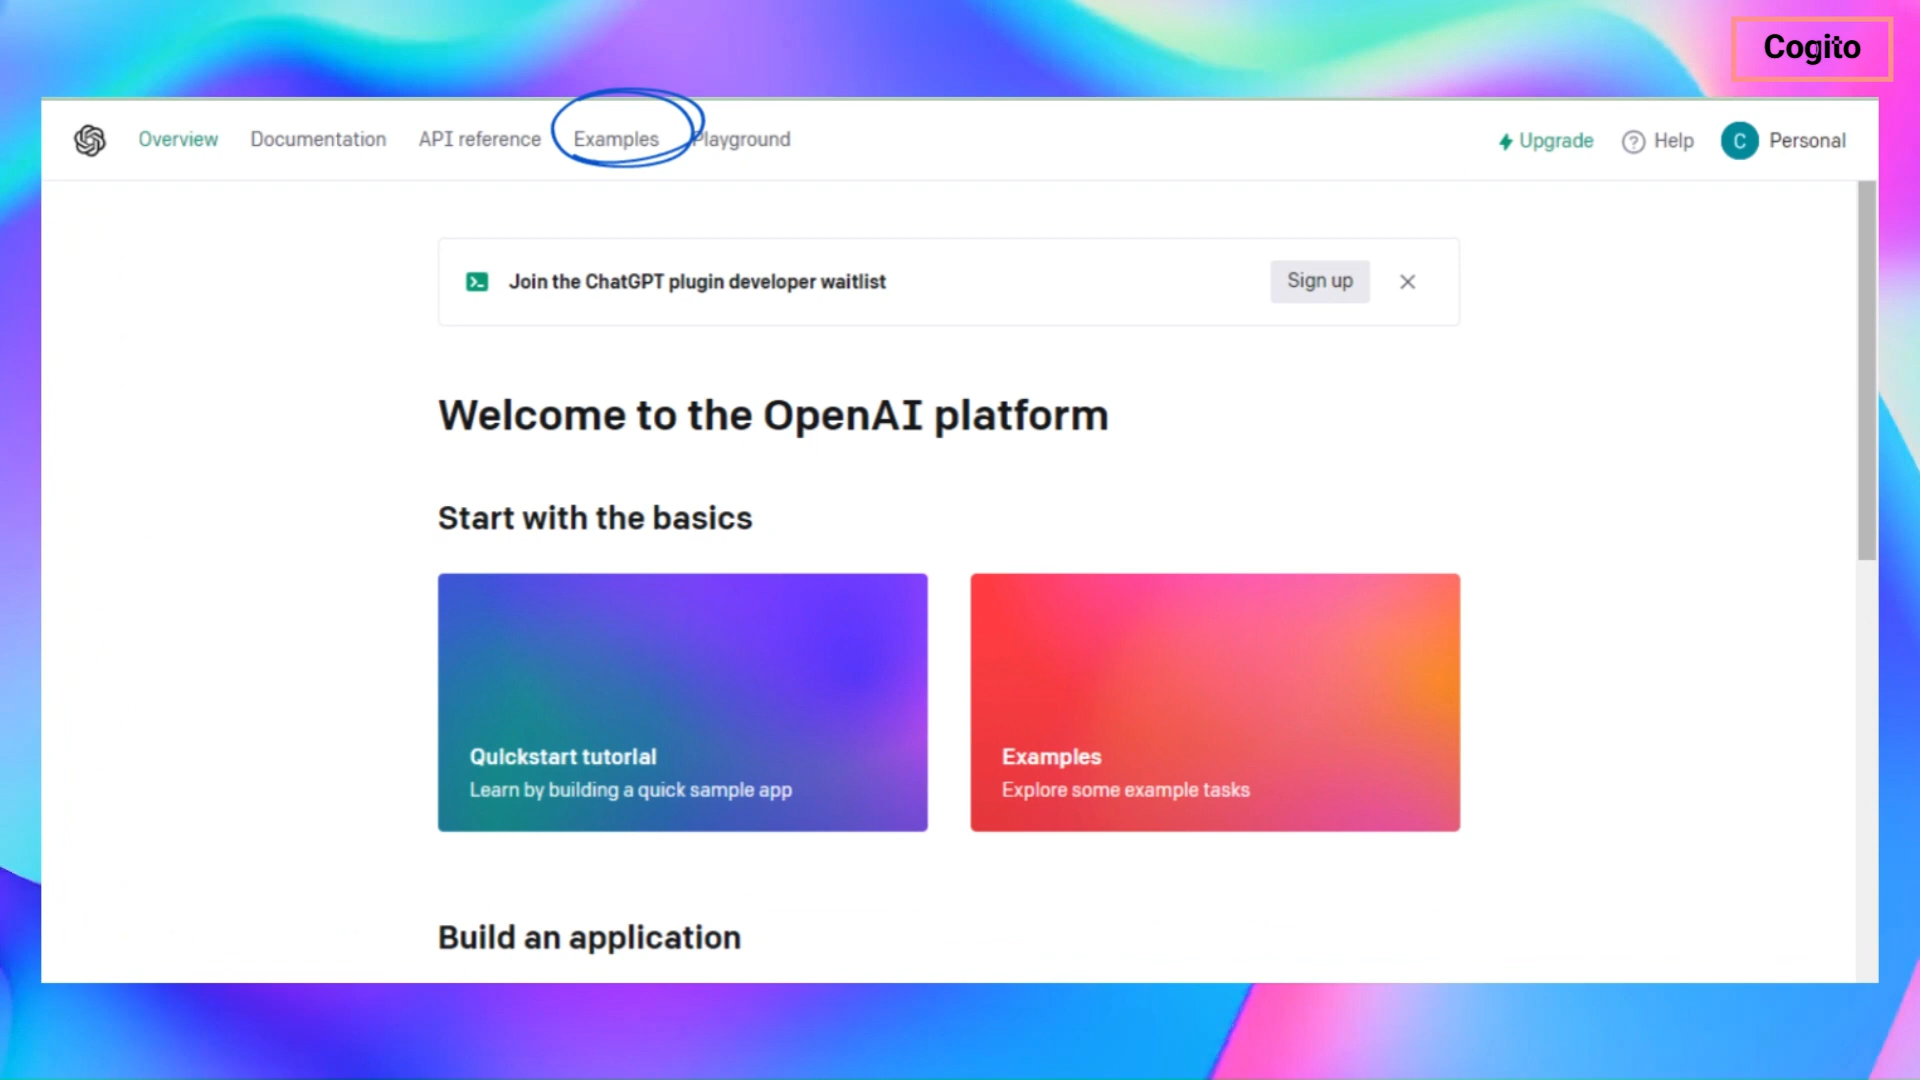 Cogito
Overview Documentation API reference Examples Playground Upgrade Help C Personal
Join the ChatGPT plugin developer waitlist Sign up
Welcome to the OpenAI platform
Start with the basics
Quickstart tutorial
Learn by building a quick sample app
Examples
Explore some example tasks
Build an application